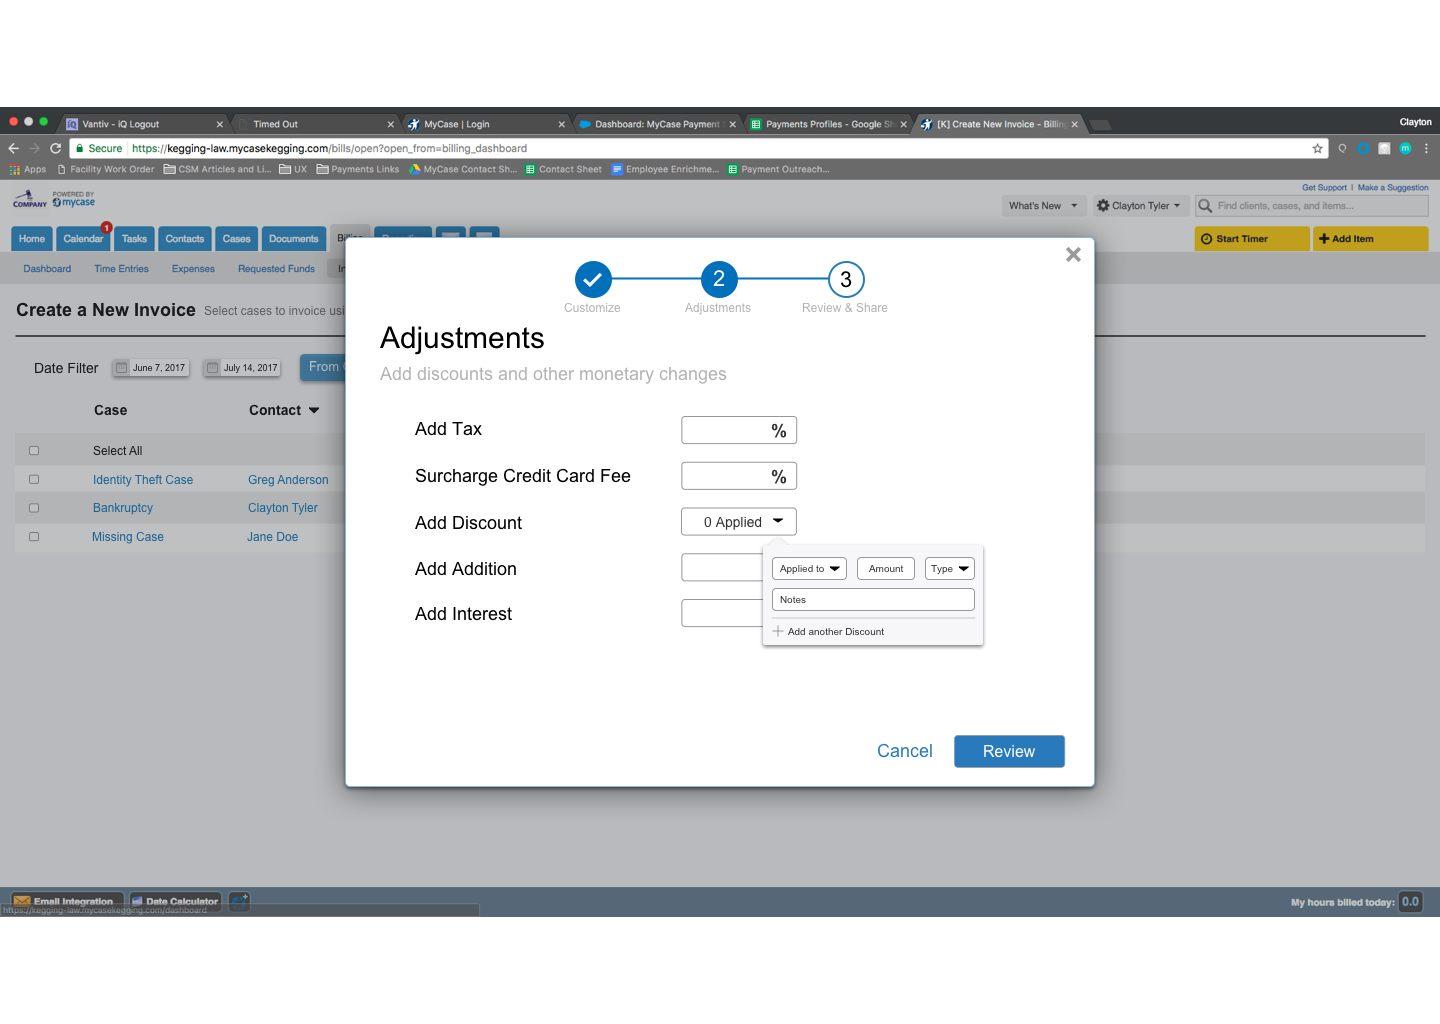 Vantiv - iQ Logout
Timed Out
MyCase | Login
Dashboard: MyCase Payment
Payments Profiles - Google Sh
[K] Create New Invoice - Billing
Clayton
Secure https://kegging-law.mycasekegging.com/bills/open?open_from=billing_dashboard
Apps Facility Work Order CSM Articles and Li... UX Payments Links MyCase Contact Sh... Contact Sheet Employee Enrichme... Payment Outreach...
Get Support | Make a Suggestion
COMPANY
POWERED BY
mycase
What's New
Clayton Tyler
Find clients, cases, and items...
Home Calendar 1 Tasks Contacts Cases Documents
Start Timer
Add Item
Dashboard Time Entries Expenses Requested Funds In
Create a New Invoice Select cases to invoice usi
Date Filter June 7, 2017 July 14, 2017 From
Case Contact
Select All
Identity Theft Case Greg Anderson
Bankruptcy Clayton Tyler
Missing Case Jane Doe
2 3
Customize Adjustments Review & Share
Adjustments
Add discounts and other monetary changes
Add Tax %
Surcharge Credit Card Fee %
Add Discount 0 Applied
Add Addition
Add Interest
Applied to Amount Type
Notes
Add another Discount
Cancel Review
Email Integration Date Calculator
https://kegging-law.mycasekegging.com/dashboard
My hours billed today: 0.0